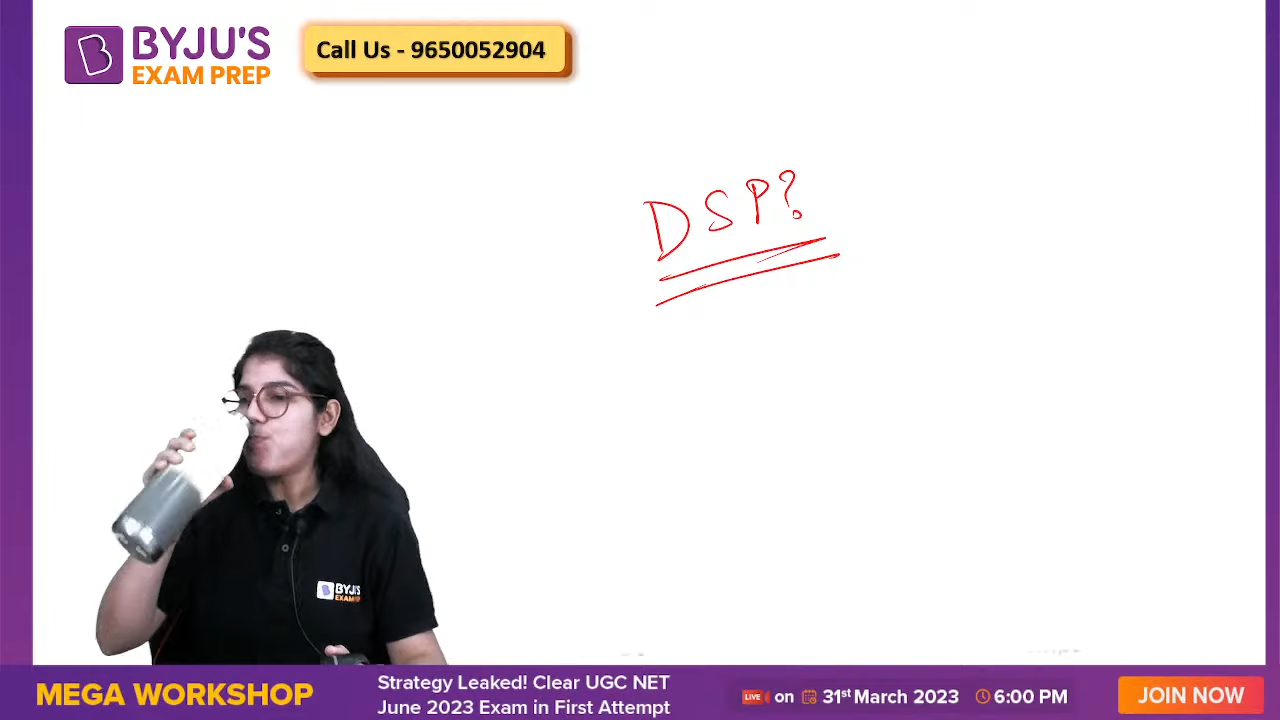 BYJU'S
EXAM PREP
Call Us - 9650052904
DSP?
BYJU'S
EXAM PREP
MEGA WORKSHOP
Strategy Leaked! Clear UGC NET
June 2023 Exam in First Attempt
LIVE on 31st March 2023 6:00 PM
JOIN NOW